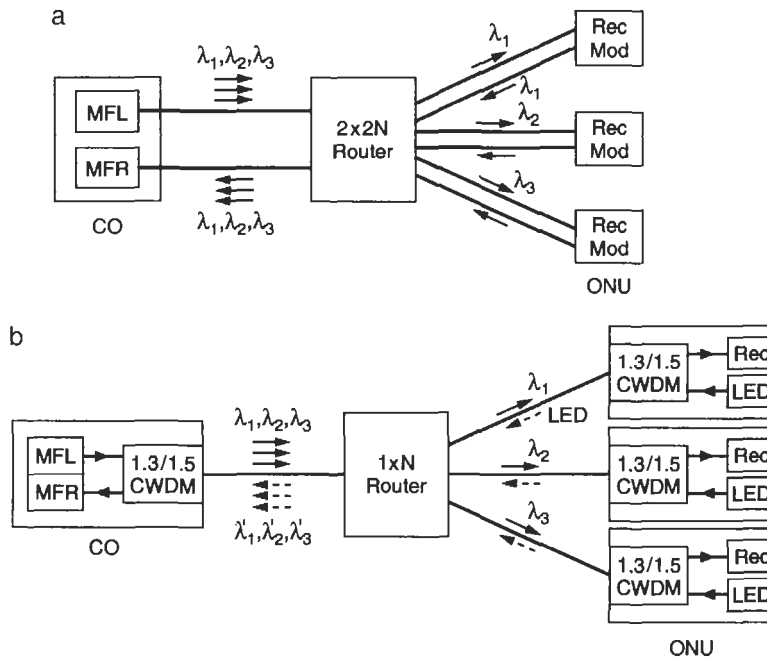 a
λ₁,λ₂,λ₃
MFL
MFR
CO
λ₁,λ₂,λ₃
2x2N
Router
λ₁
λ₁
λ₂
λ₃
Rec
Mod
Rec
Mod
Rec
Mod
ONU
b
MFL
MFR
1.3/1.5
CWDM
CO
λ₁,λ₂,λ₃
λ'₁,λ'₂,λ'₃
1xN
Router
λ₁
LED
λ₂
λ₃
1.3/1.5
CWDM
Rec
LED
1.3/1.5
CWDM
Rec
LED
1.3/1.5
CWDM
Rec
LED
ONU